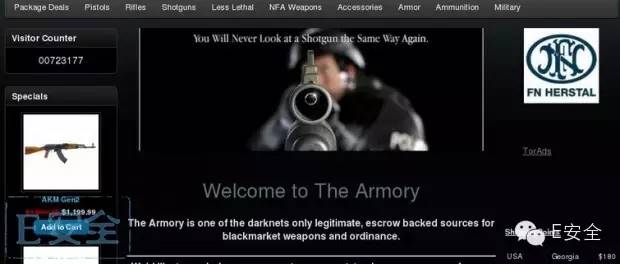 Package Deals Pistols Rifles Shotguns Less Lethal NFA Weapons Accessories Armor Ammunition Military
Visitor Counter
00723177
Specials
AKM Gen2
$1,199.99
Add to Cart
You Will Never Look at a Shotgun the Same Way Again.
FN HERSTAL
TorAds
Welcome to The Armory
The Armory is one of the darknets only legitimate, escrow backed sources for
blackmarket weapons and ordinance.
USA Georgia $180
E安全
E安全